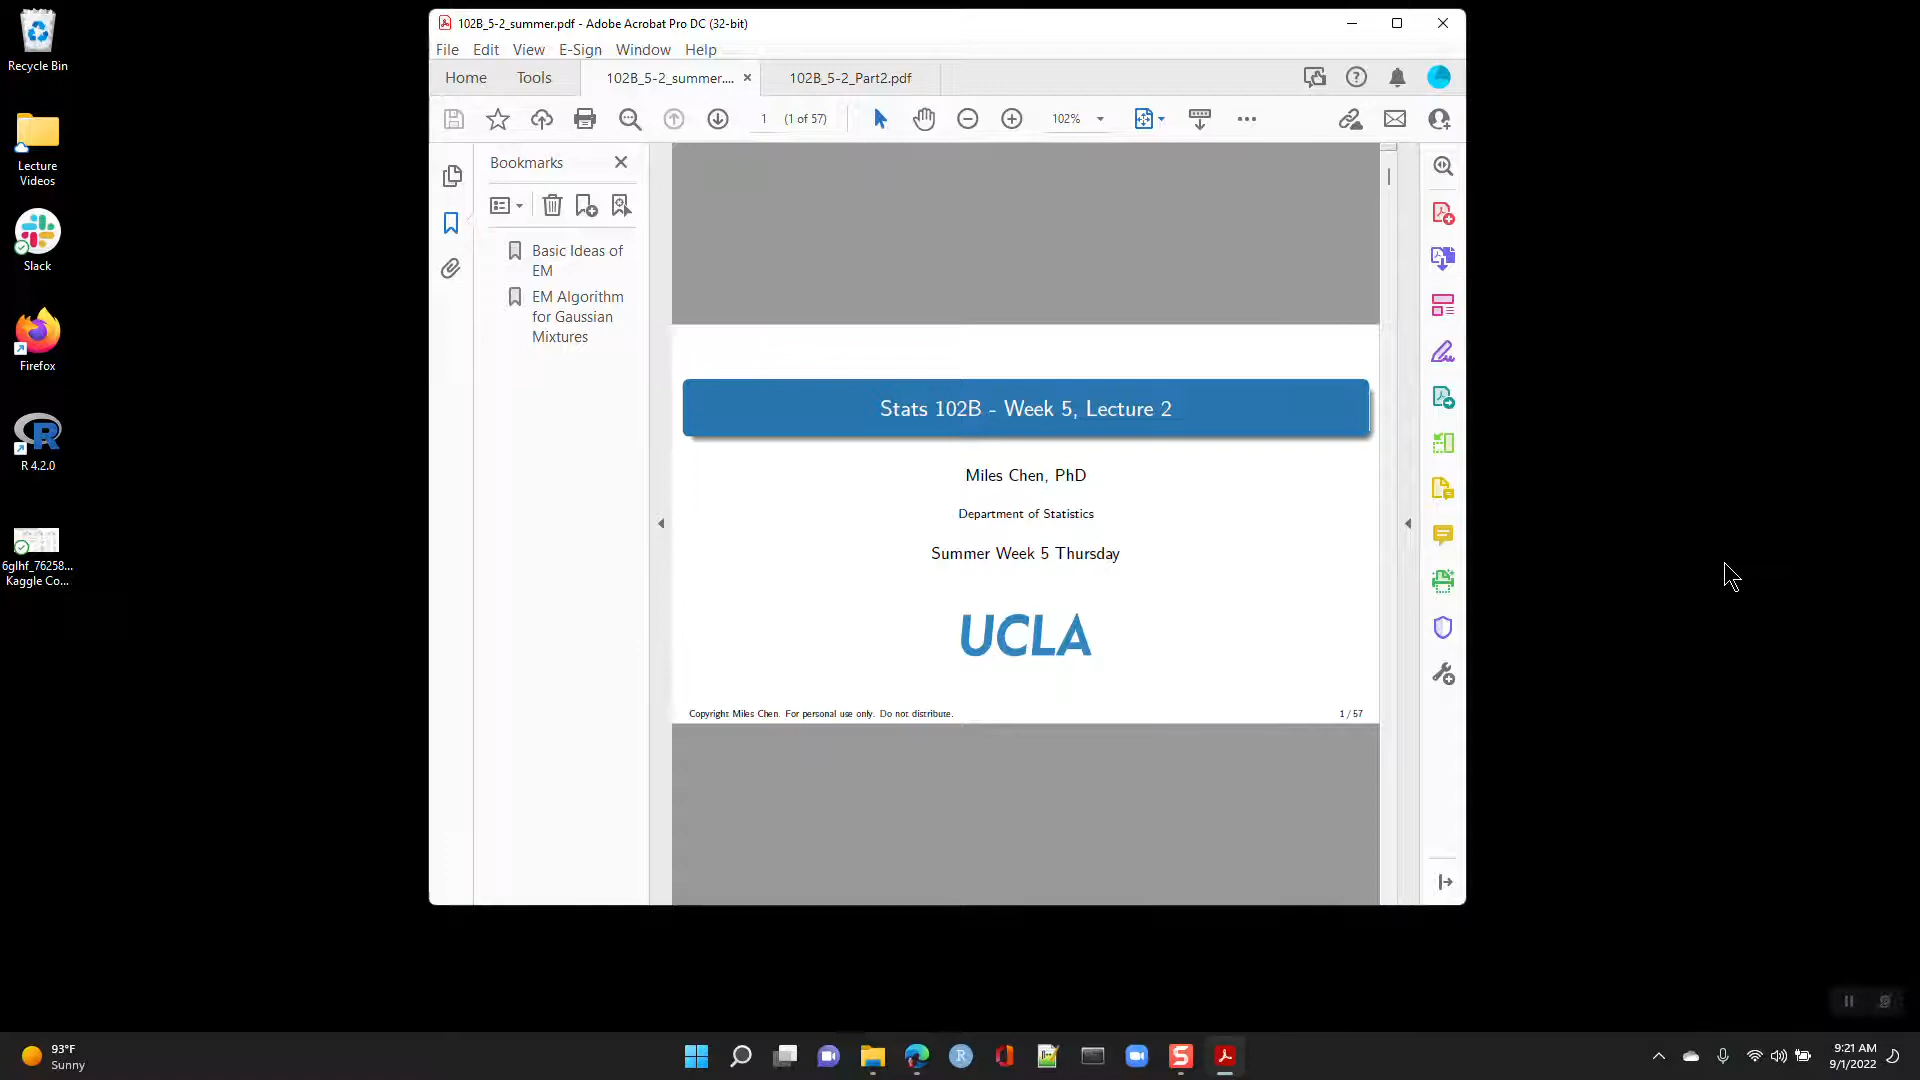 Recycle Bin
Lecture
Videos
Slack
Firefox
R 4.2.0
6glhf_76258...
Kaggle Co...
102B_5-2_summer.pdf - Adobe Acrobat Pro DC (32-bit)
File Edit View E-Sign Window Help
Home Tools 102B_5-2_summer.... 102B_5-2_Part2.pdf
1 (1 of 57) 102%
Bookmarks
Basic Ideas of
EM
EM Algorithm
for Gaussian
Mixtures
Stats 102B - Week 5, Lecture 2
Miles Chen, PhD
Department of Statistics
Summer Week 5 Thursday
UCLA
Copyright Miles Chen. For personal use only. Do not distribute. 1 / 57
93°F
Sunny
9:21 AM
9/1/2022